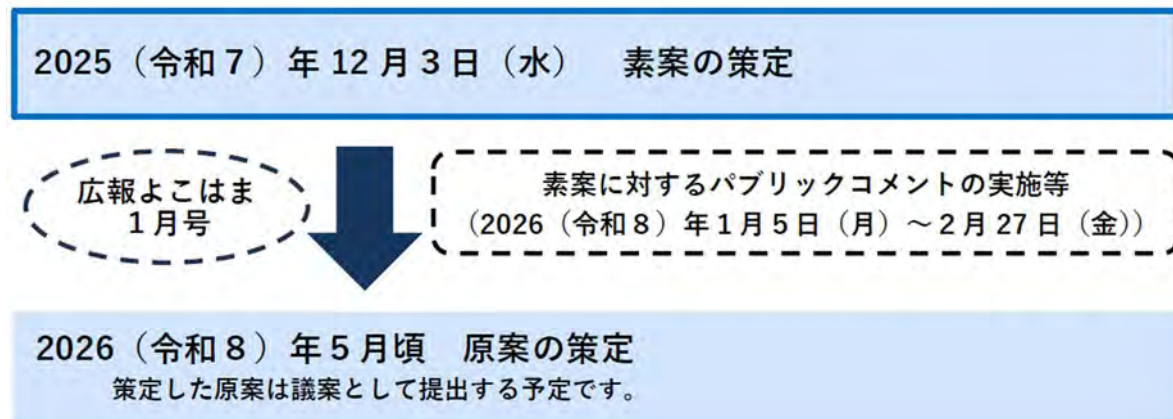 2025（令和７）年 12 月 3 日（水）　素案の策定
広報よこはま
１月号
素案に対するパブリックコメントの実施等
（2026（令和８）年１月５日（月）～２月 27 日（金））
2026（令和８）年５月頃　原案の策定
策定した原案は議案として提出する予定です。